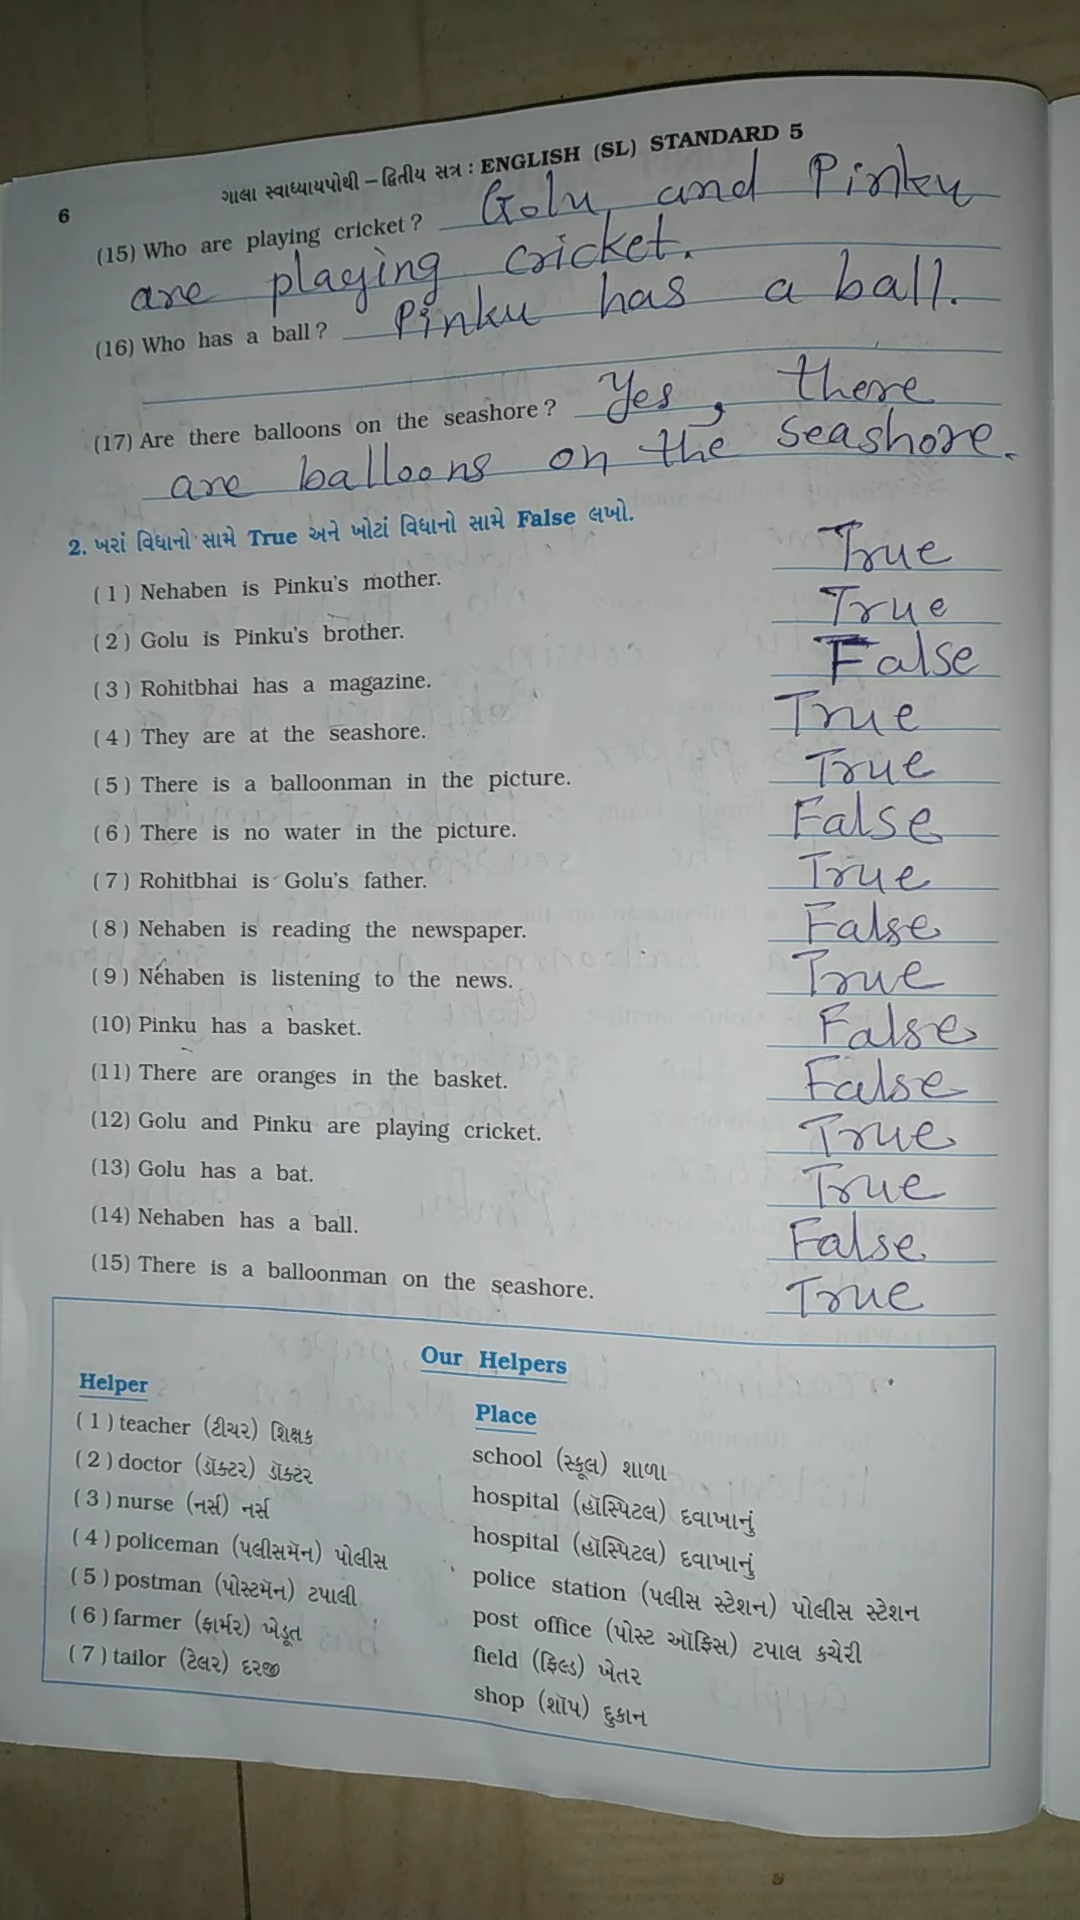 6
ગાલા સ્વાધ્યાયપોથી – દ્વિતીય સત્ર : ENGLISH (SL) STANDARD 5
(15) Who are playing cricket ? Golu and Pinku
are playing cricket.
(16) Who has a ball ? Pinku has a ball.
(17) Are there balloons on the seashore ? Yes, there
are balloons on the seashore.
2. ખરાં વિધાનો સામે True અને ખોટાં વિધાનો સામે False લખો.
(1) Nehaben is Pinku's mother. True
(2) Golu is Pinku's brother. True
(3) Rohitbhai has a magazine. False
(4) They are at the seashore. True
(5) There is a balloonman in the picture. True
(6) There is no water in the picture. False
(7) Rohitbhai is Golu's father. True
(8) Nehaben is reading the newspaper. False
(9) Nehaben is listening to the news. True
(10) Pinku has a basket. False
(11) There are oranges in the basket. False
(12) Golu and Pinku are playing cricket. True
(13) Golu has a bat. True
(14) Nehaben has a ball. False
(15) There is a balloonman on the seashore. True
Our Helpers
Helper Place
(1) teacher (ટીચર) શિક્ષક school (સ્કૂલ) શાળા
(2) doctor (ડૉક્ટર) ડૉક્ટર hospital (હૉસ્પિટલ) દવાખાનું
(3) nurse (નર્સ) નર્સ hospital (હૉસ્પિટલ) દવાખાનું
(4) policeman (પલીસમૅન) પોલીસ police station (પલીસ સ્ટેશન) પોલીસ સ્ટેશન
(5) postman (પોસ્ટમૅન) ટપાલી post office (પોસ્ટ ઑફિસ) ટપાલ કચેરી
(6) farmer (ફાર્મર) ખેડૂત field (ફિલ્ડ) ખેતર
(7) tailor (ટેલર) દરજી shop (શૉપ) દુકાન